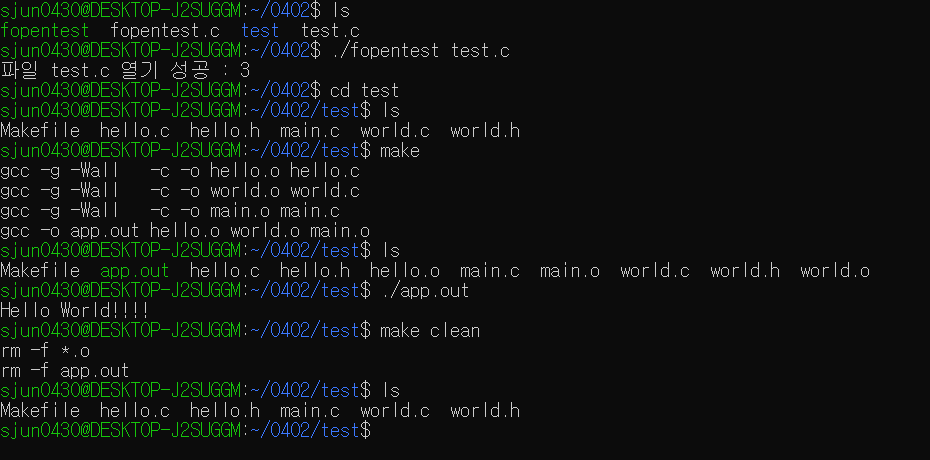 sjun0430@DESKTOP-J2SUGGM:~/0402$ ls
fopentest  fopentest.c  test  test.c
sjun0430@DESKTOP-J2SUGGM:~/0402$ ./fopentest test.c
파일 test.c 열기 성공 : 3
sjun0430@DESKTOP-J2SUGGM:~/0402$ cd test
sjun0430@DESKTOP-J2SUGGM:~/0402/test$ ls
Makefile  hello.c  hello.h  main.c  world.c  world.h
sjun0430@DESKTOP-J2SUGGM:~/0402/test$ make
gcc -g -Wall   -c -o hello.o hello.c
gcc -g -Wall   -c -o world.o world.c
gcc -g -Wall   -c -o main.o main.c
gcc -o app.out hello.o world.o main.o
sjun0430@DESKTOP-J2SUGGM:~/0402/test$ ls
Makefile  app.out  hello.c  hello.h  hello.o  main.c  main.o  world.c  world.h  world.o
sjun0430@DESKTOP-J2SUGGM:~/0402/test$ ./app.out
Hello World!!!!
sjun0430@DESKTOP-J2SUGGM:~/0402/test$ make clean
rm -f *.o
rm -f app.out
sjun0430@DESKTOP-J2SUGGM:~/0402/test$ ls
Makefile  hello.c  hello.h  main.c  world.c  world.h
sjun0430@DESKTOP-J2SUGGM:~/0402/test$